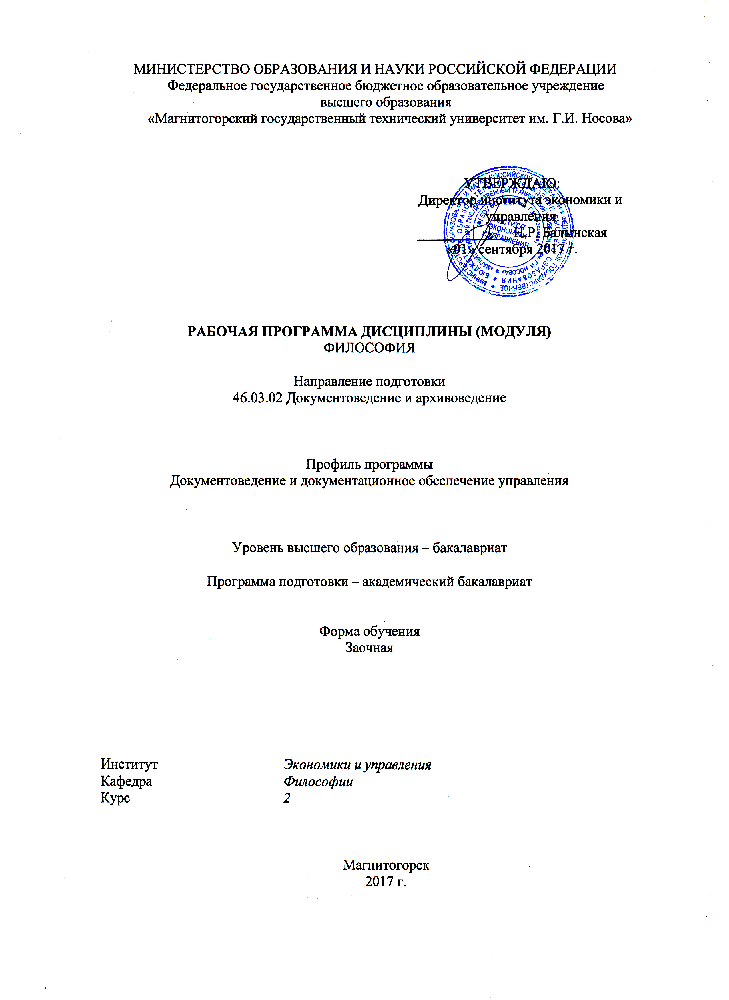 МИНИСТЕРСТВО ОБРАЗОВАНИЯ И НАУКИ РОССИЙСКОЙ ФЕДЕРАЦИИ
Федеральное государственное бюджетное образовательное учреждение
высшего образования
«Магнитогорский государственный технический университет им. Г.И. Носова»
УТВЕРЖДАЮ:
Директор института экономики и
управления
Н.Р. Балынская
«01» сентября 2017 г.
ИНСТИТУТ
ЭКОНОМИКИ
И УПРАВЛЕНИЯ
РАБОЧАЯ ПРОГРАММА ДИСЦИПЛИНЫ (МОДУЛЯ)
ФИЛОСОФИЯ
Направление подготовки
46.03.02 Документоведение и архивоведение
Профиль программы
Документоведение и документационное обеспечение управления
Уровень высшего образования – бакалавриат
Программа подготовки – академический бакалавриат
Форма обучения
Заочная
Институт Экономики и управления
Кафедра Философии
Курс 2
Магнитогорск
2017 г.